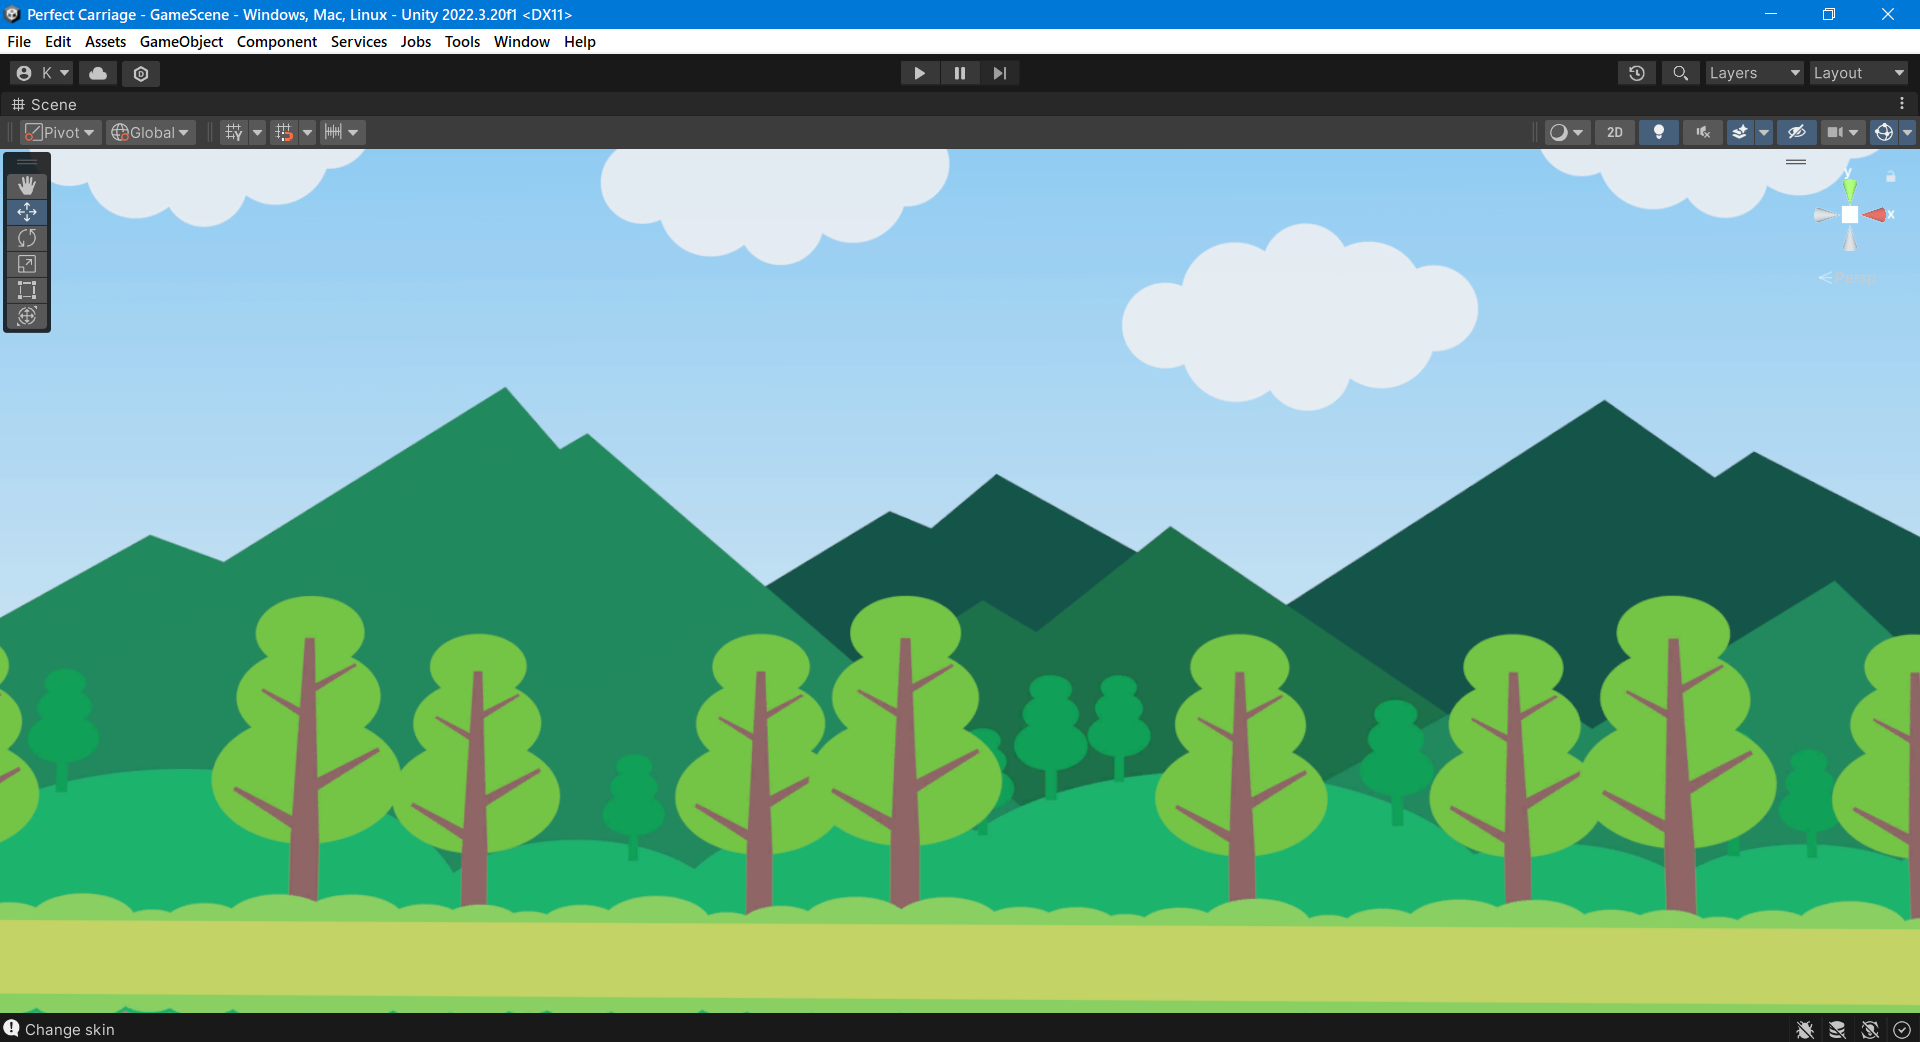 Perfect Carriage - GameScene - Windows, Mac, Linux - Unity 2022.3.20f1 <DX11>
File Edit Assets GameObject Component Services Jobs Tools Window Help
K Layers Layout
Scene
Pivot Global 2D
y
x
Persp
Change skin